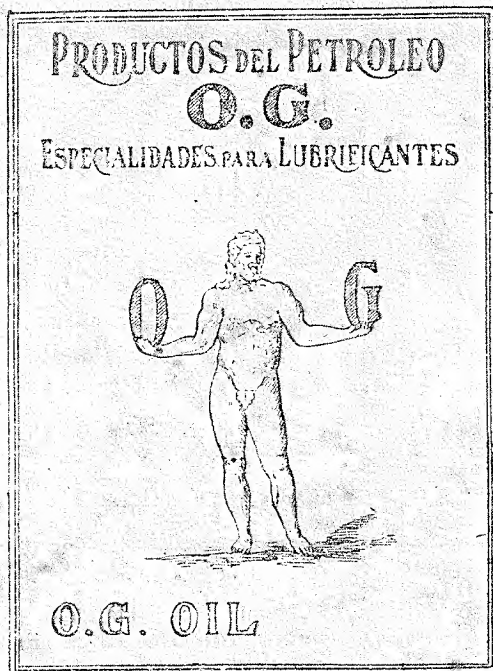 PRODUCTOS DEL PETROLEO
O.G.
ESPECIALIDADES PARA LUBRIFICANTES
O G
O.G. OIL